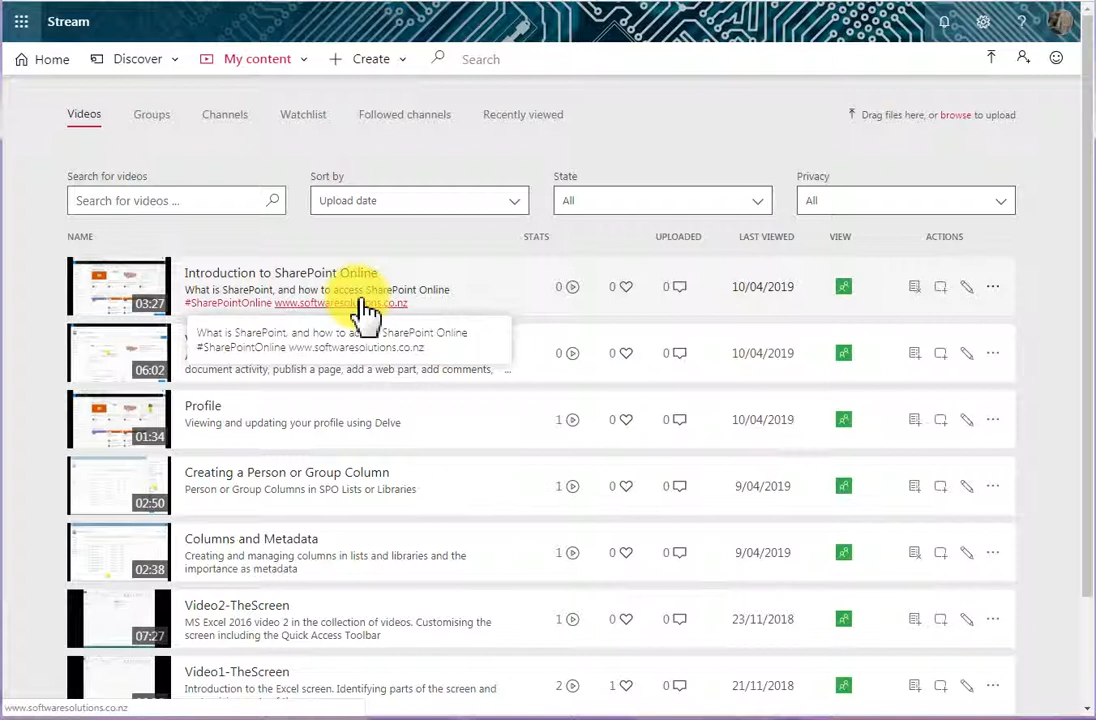 Stream
Home
Discover
My content
Create
Search
Videos
Groups
Channels
Watchlist
Followed channels
Recently viewed
Drag files here, or browse to upload
Search for videos
Sort by
State
Privacy
Search for videos ...
Upload date
All
All
NAME
STATS
UPLOADED
LAST VIEWED
VIEW
ACTIONS
Introduction to SharePoint Online
What is SharePoint, and how to access SharePoint Online
#SharePointOnline www.softwaresolutions.co.nz
03:27
0
0
0
10/04/2019
What is SharePoint, and how to access SharePoint Online
#SharePointOnline www.softwaresolutions.co.nz
document activity, publish a page, add a web part, add comments, ...
06:02
0
0
0
10/04/2019
Profile
Viewing and updating your profile using Delve
01:34
1
0
0
10/04/2019
Creating a Person or Group Column
Person or Group Columns in SPO Lists or Libraries
02:50
1
0
0
9/04/2019
Columns and Metadata
Creating and managing columns in lists and libraries and the
importance as metadata
02:38
1
0
0
9/04/2019
Video2-TheScreen
MS Excel 2016 video 2 in the collection of videos. Customising the
screen including the Quick Access Toolbar
07:27
1
0
0
23/11/2018
Video1-TheScreen
Introduction to the Excel screen. Identifying parts of the screen and
2
1
0
21/11/2018
www.softwaresolutions.co.nz